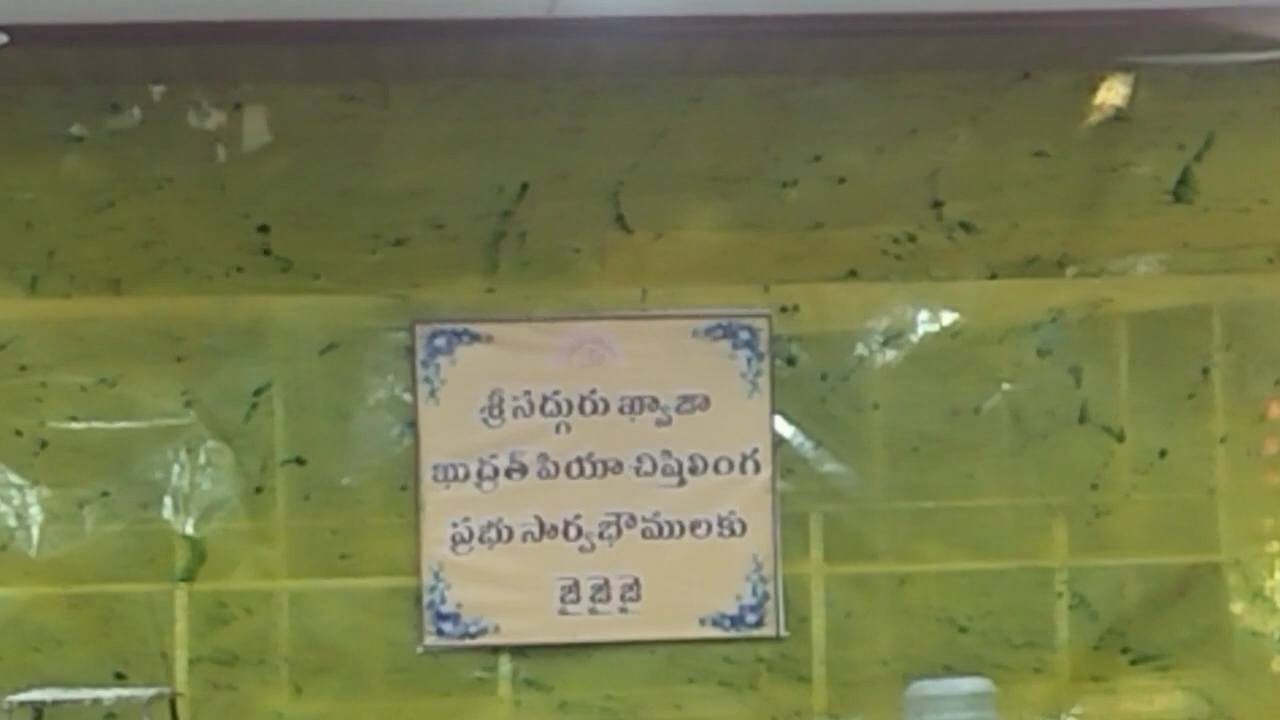 శ్రీ సద్గురు ఖ్వాజా
ఖుద్రత్ పియా చిష్తిలింగ
ప్రభు సార్వభౌములకు
జై జై జై